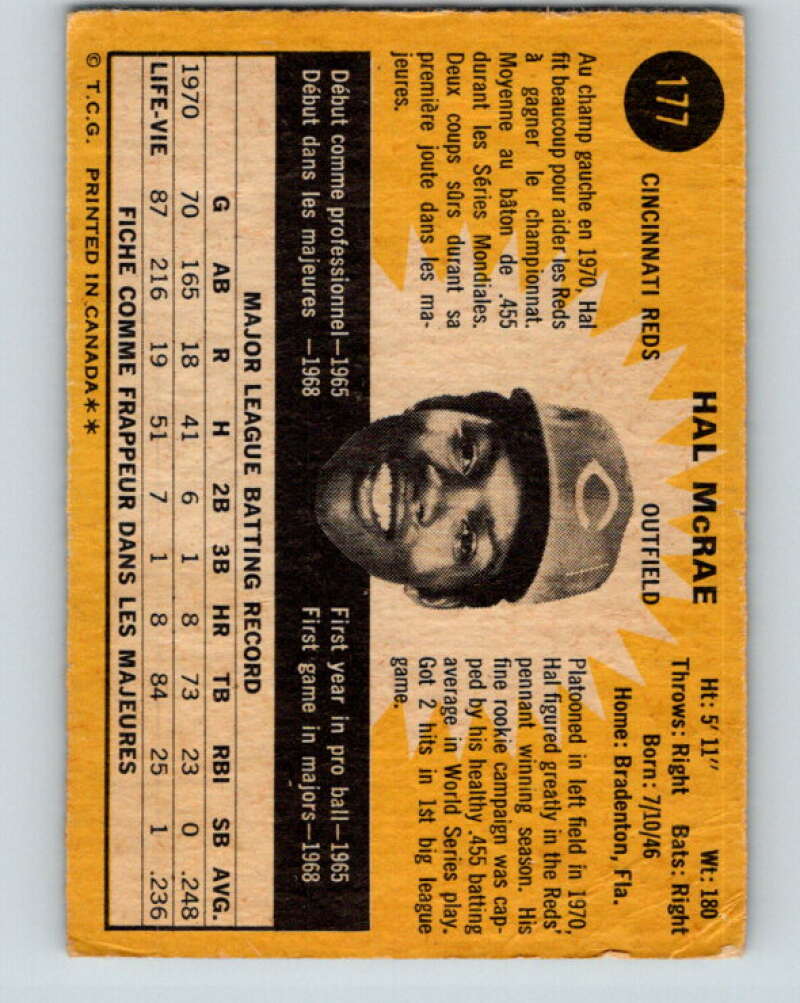 177
HAL McRAE
CINCINNATI REDS
OUTFIELD
Ht: 5'11" Wt: 180
Throws: Right Bats: Right
Born: 7/10/46
Home: Bradenton, Fla.
Au champ gauche en 1970, Hal
fit beaucoup pour aider les Reds
à gagner le championnat.
Moyenne au bâton de .455
durant les Séries Mondiales.
Deux coups sûrs durant sa
première joute dans les ma-
jeures.
C
Platooned in left field in 1970,
Hal figured greatly in the Reds'
pennant winning season. His
fine rookie campaign was cap-
ped by his healthy .455 batting
average in World Series play.
Got 2 hits in 1st big league
game.
Début comme professionnel—1965
Début dans les majeures —1968
First year in pro ball—1965
First game in majors—1968
MAJOR LEAGUE BATTING RECORD
G AB R H 2B 3B HR TB RBI SB AVG.
1970 70 165 18 41 6 1 8 73 23 0 .248
LIFE-VIE 87 216 19 51 7 1 8 84 25 1 .236
FICHE COMME FRAPPEUR DANS LES MAJEURES
© T.C.G. PRINTED IN CANADA**